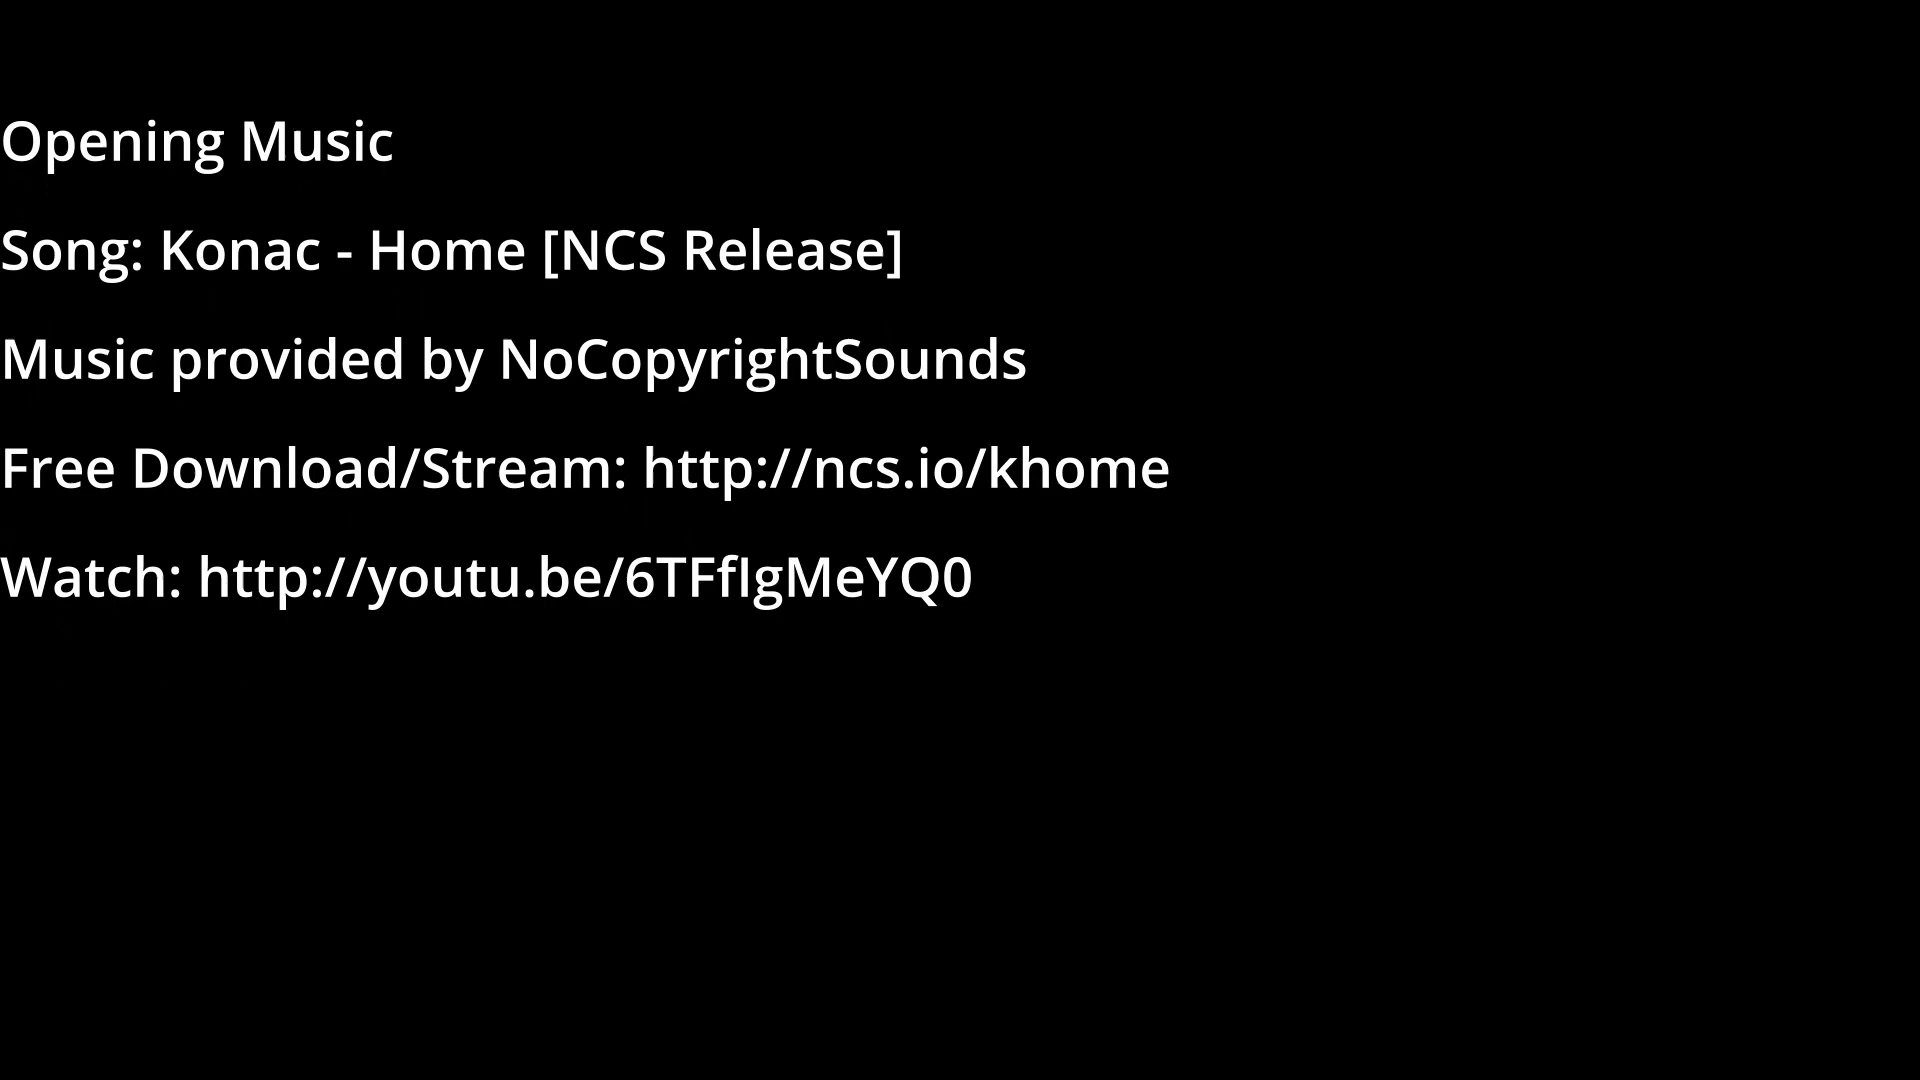 Opening Music
Song: Konac - Home [NCS Release]
Music provided by NoCopyrightSounds
Free Download/Stream: http://ncs.io/khome
Watch: http://youtu.be/6TFfIgMeYQ0